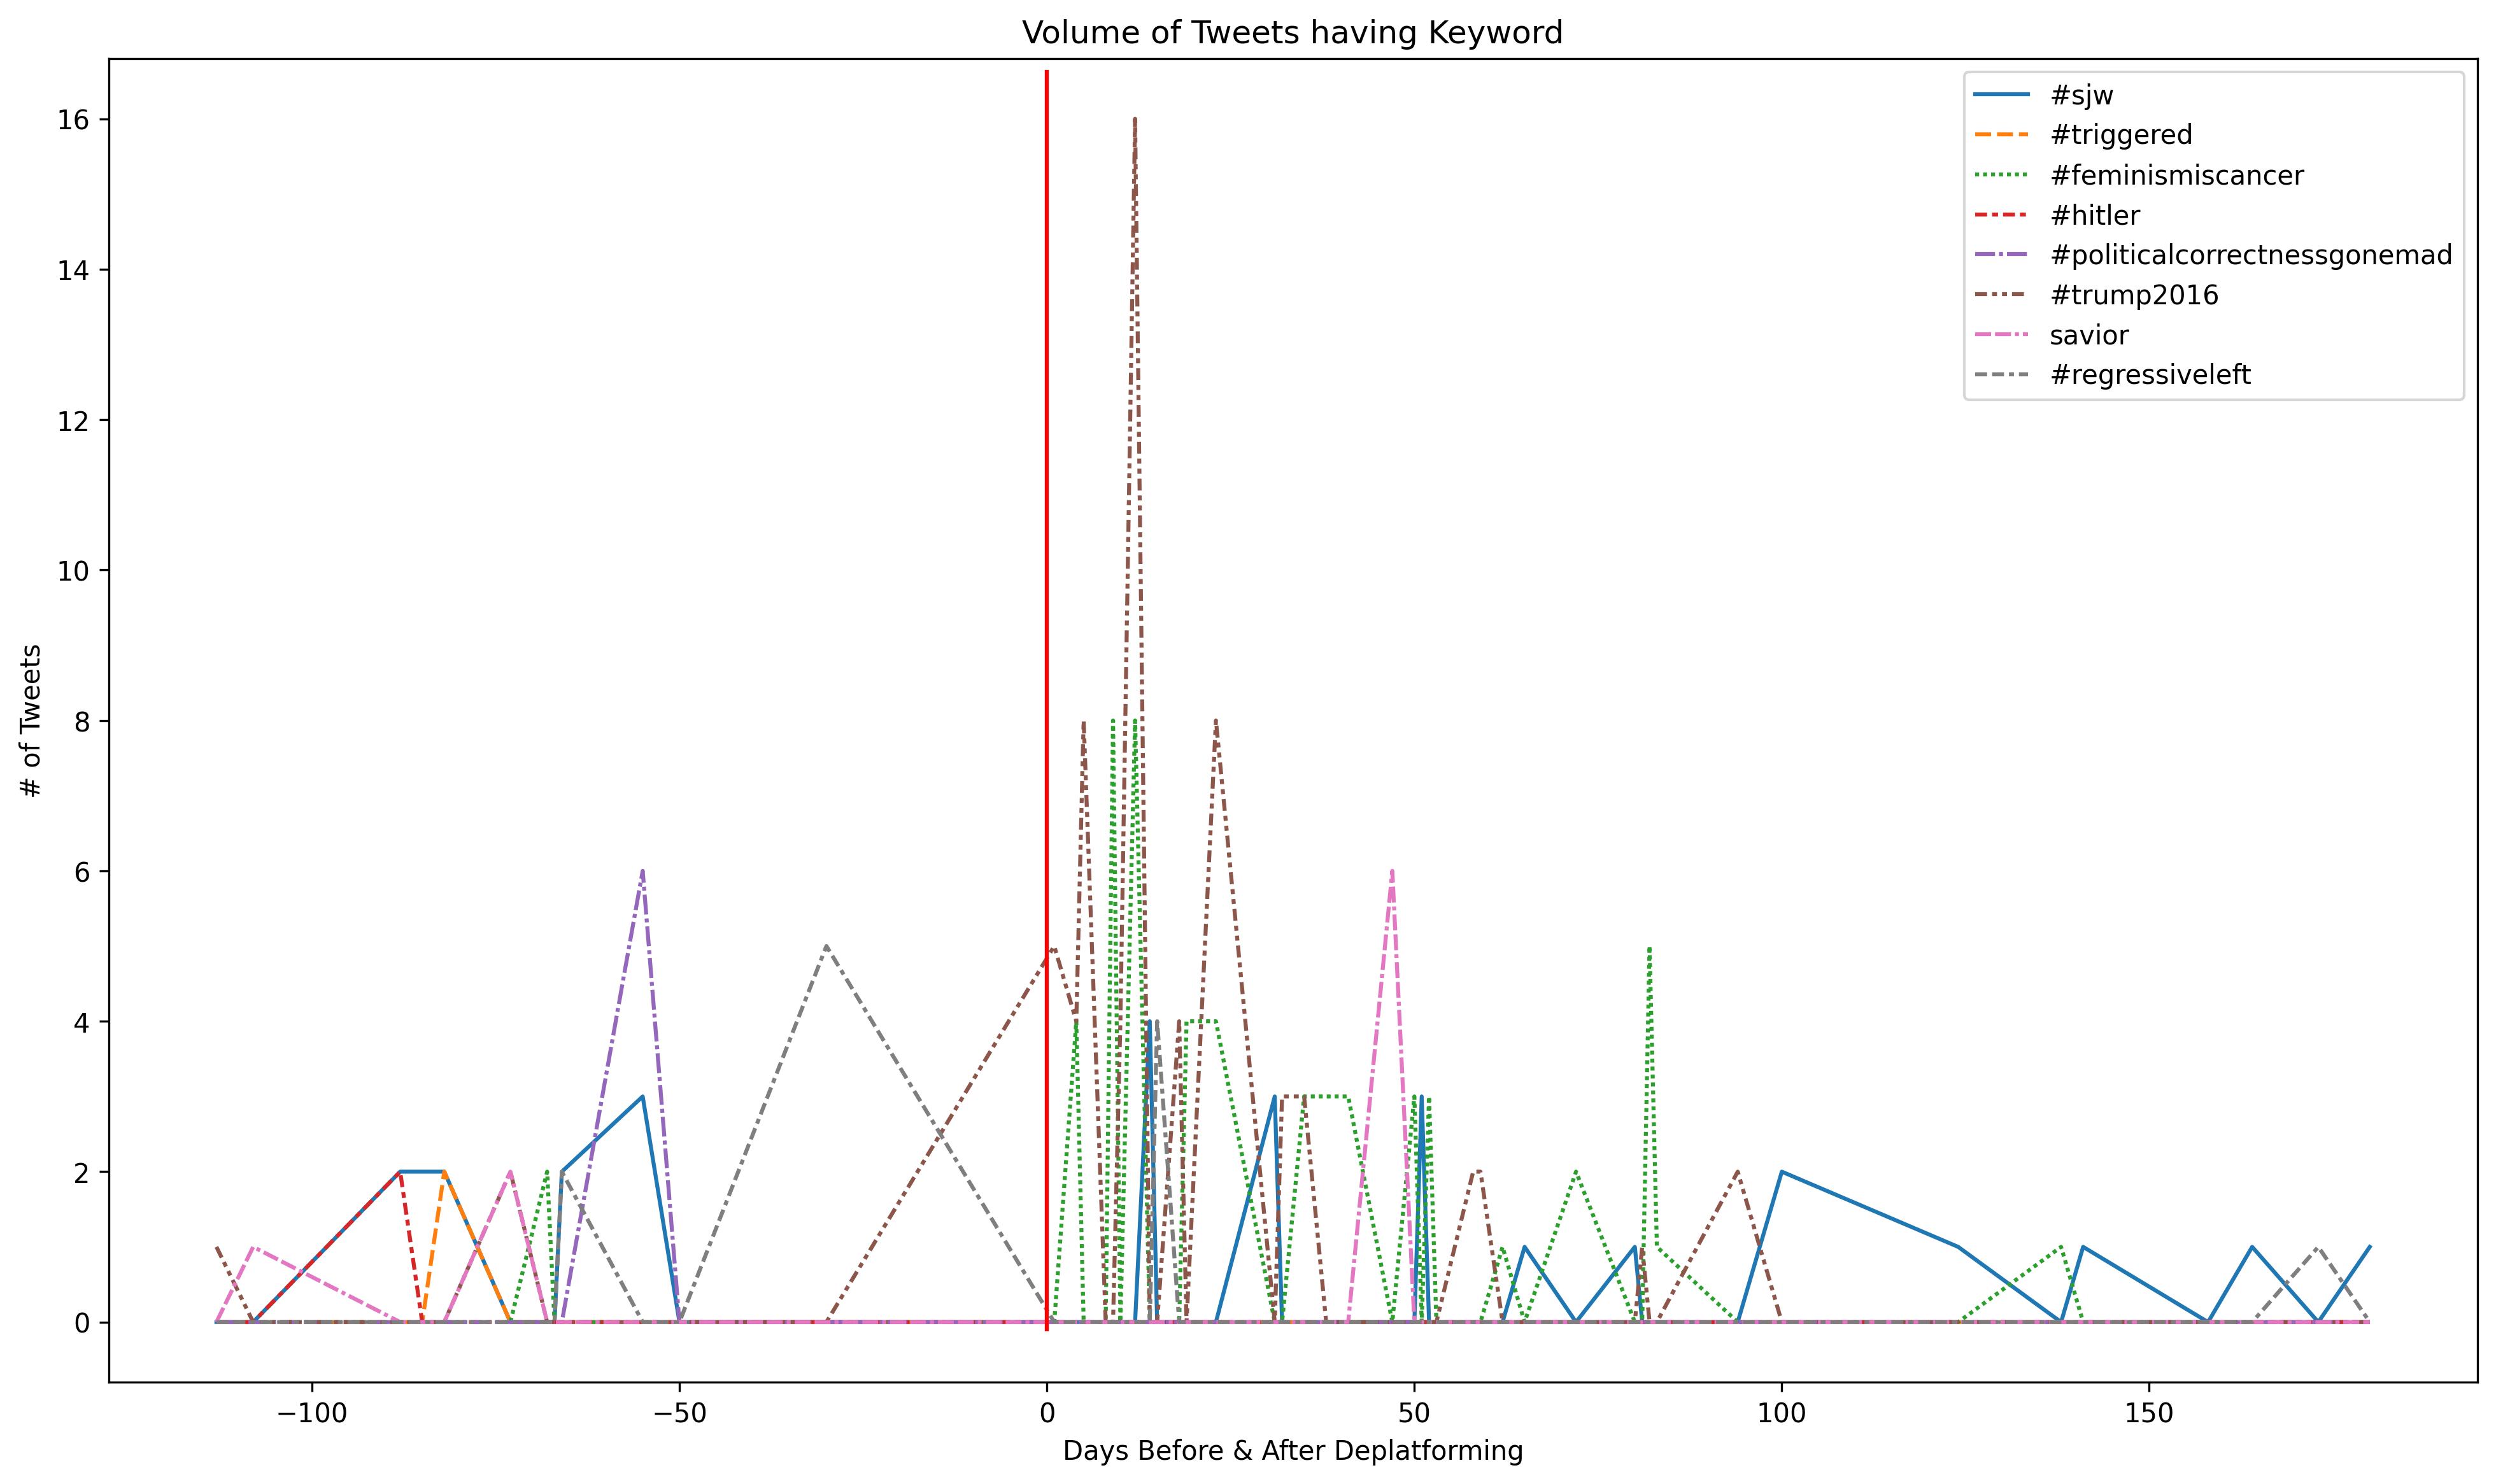 Volume of Tweets having Keyword
16
14
12
10
8
6
4
2
0
# of Tweets
−100
−50
0
50
100
150
Days Before & After Deplatforming
#sjw
#triggered
#feminismiscancer
#hitler
#politicalcorrectnessgonemad
#trump2016
savior
#regressiveleft